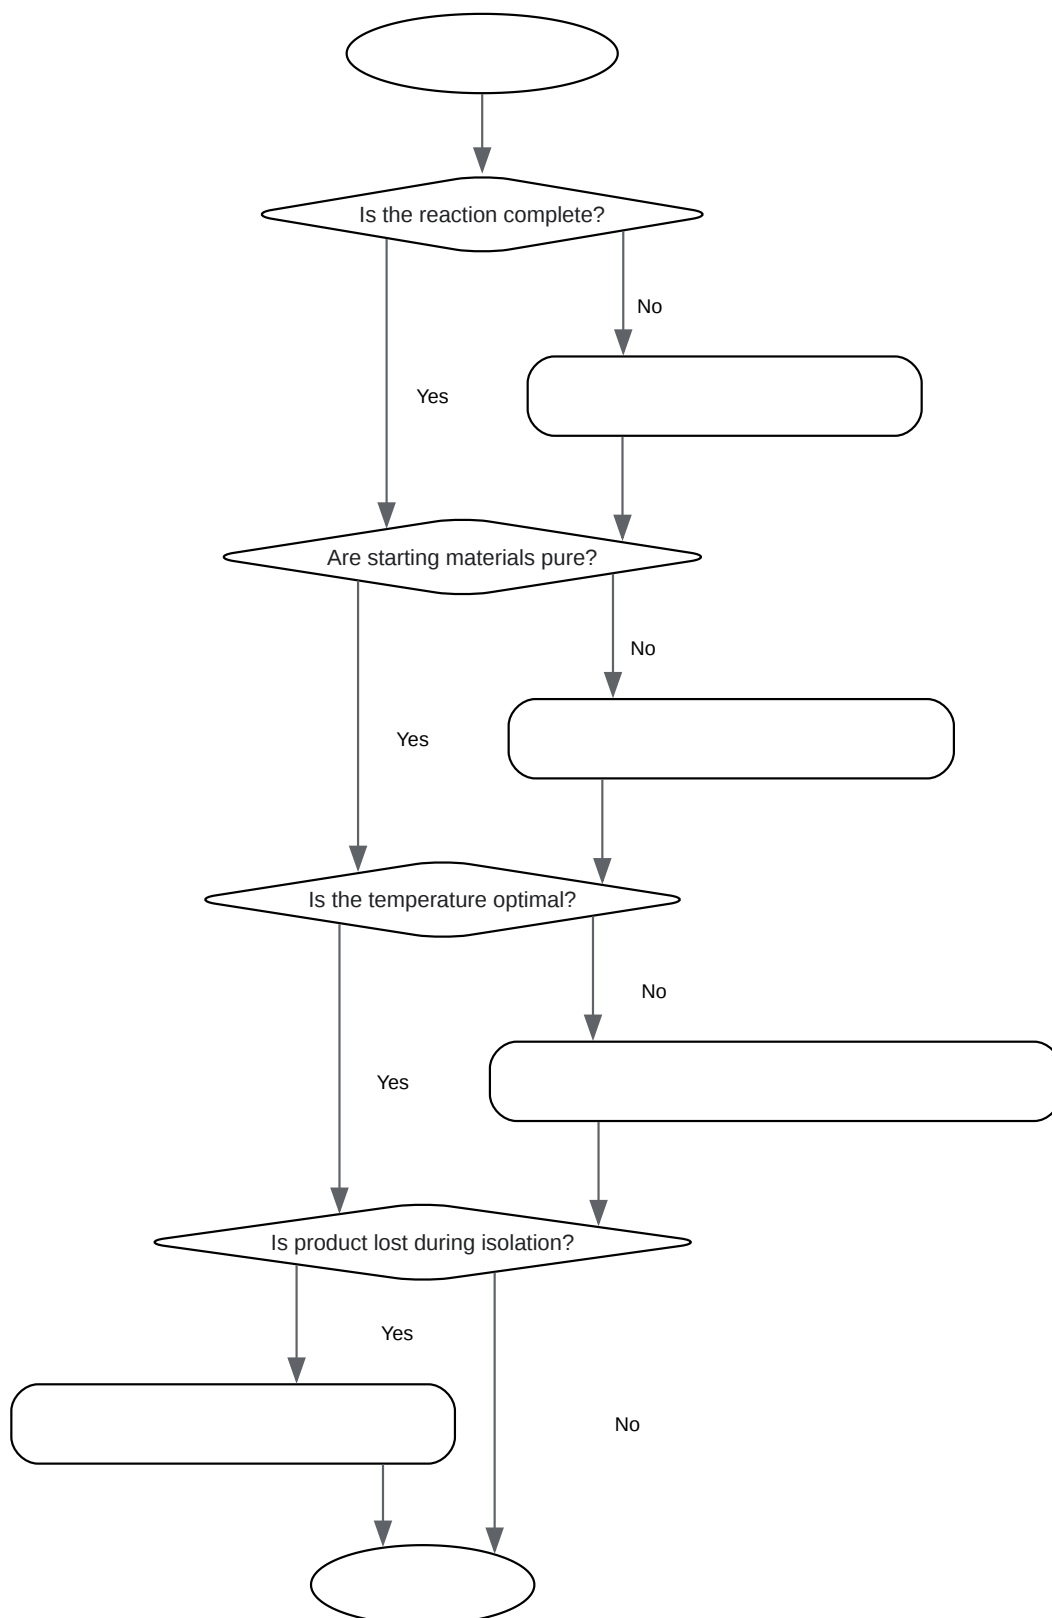 Is the reaction complete?
No
Yes
Are starting materials pure?
No
Yes
Is the temperature optimal?
No
Yes
Is product lost during isolation?
Yes
No